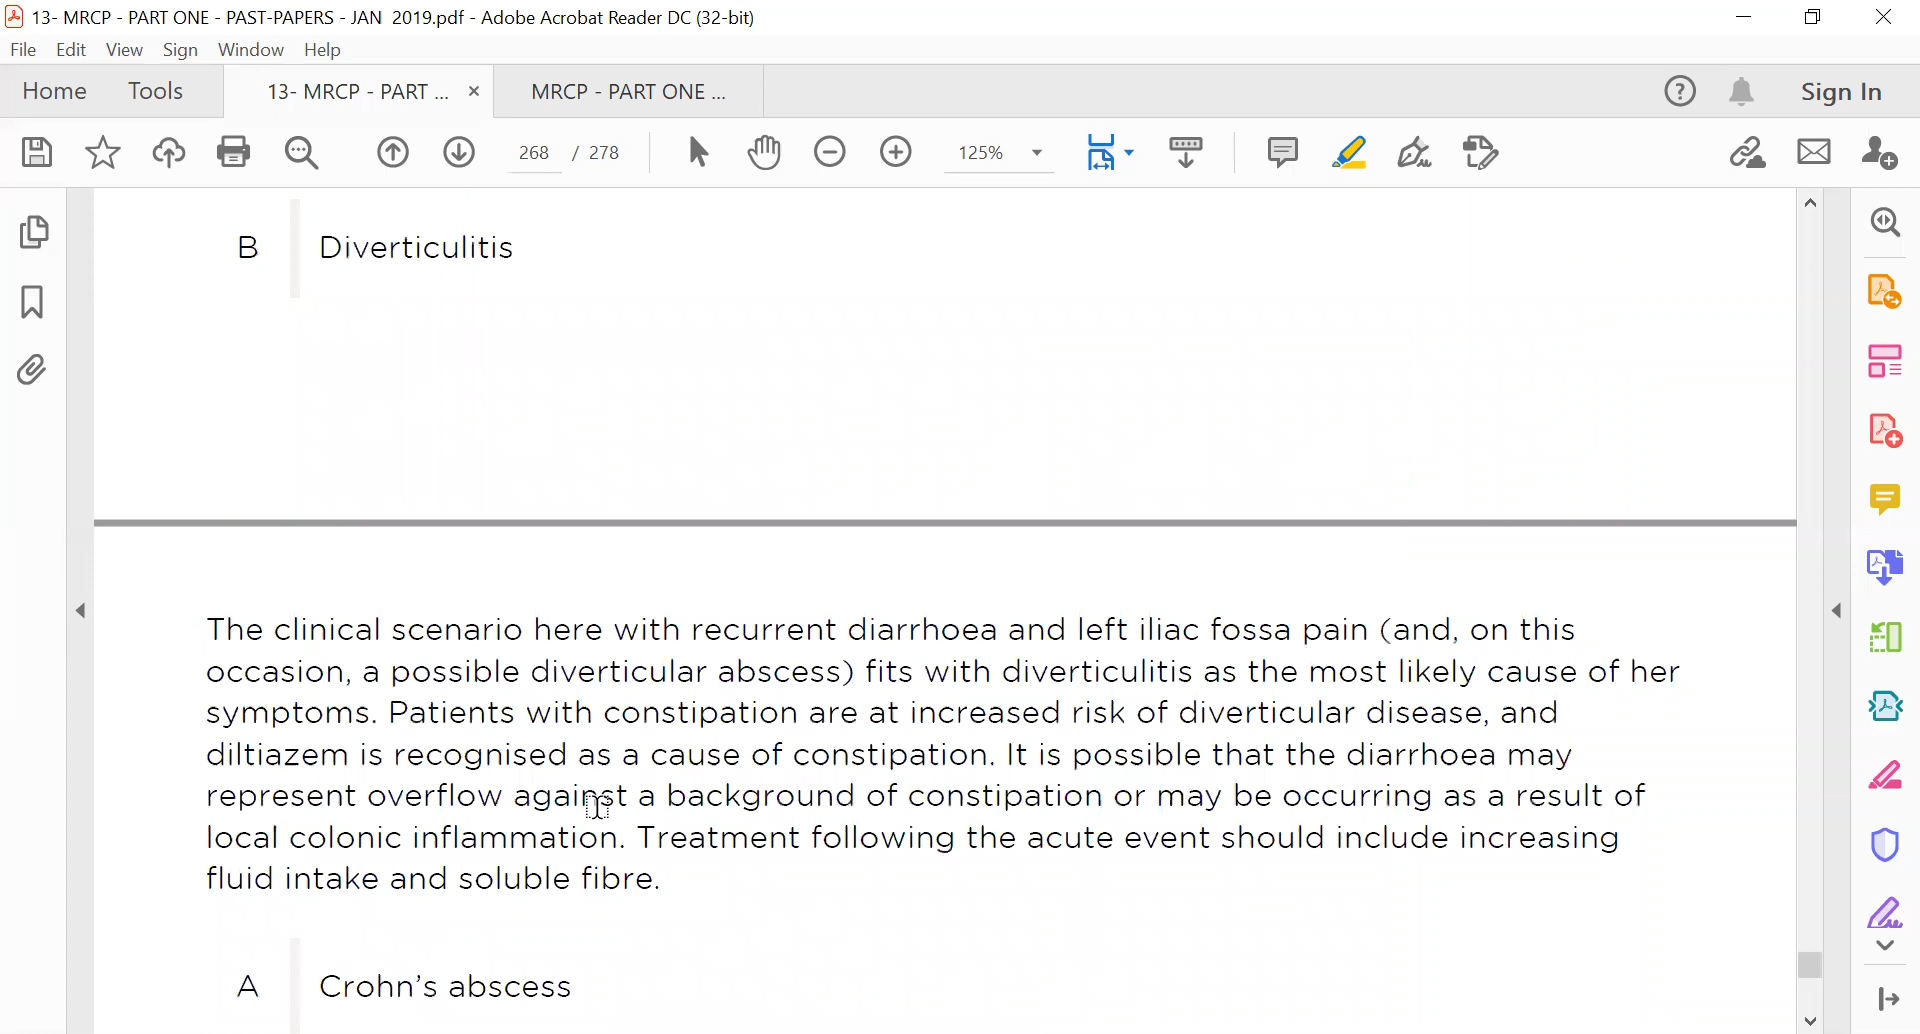 13- MRCP - PART ONE - PAST-PAPERS - JAN 2019.pdf - Adobe Acrobat Reader DC (32-bit)
File Edit View Sign Window Help
Home Tools 13- MRCP - PART ... × MRCP - PART ONE ... Sign In
268 / 278 125%
B Diverticulitis
The clinical scenario here with recurrent diarrhoea and left iliac fossa pain (and, on this
occasion, a possible diverticular abscess) fits with diverticulitis as the most likely cause of her
symptoms. Patients with constipation are at increased risk of diverticular disease, and
diltiazem is recognised as a cause of constipation. It is possible that the diarrhoea may
represent overflow against a background of constipation or may be occurring as a result of
local colonic inflammation. Treatment following the acute event should include increasing
fluid intake and soluble fibre.
A Crohn's abscess